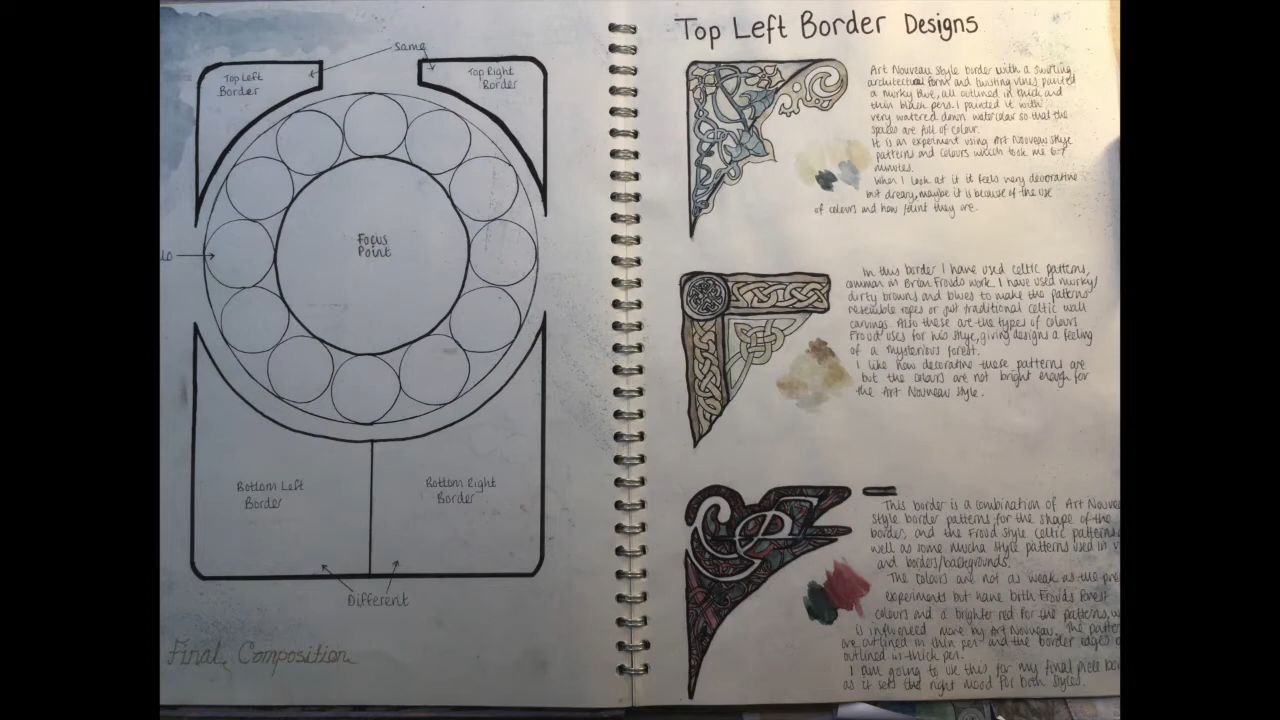 same
Top Left
Border
Top Right
Border
Focus
Point
Bottom Left
Border
Bottom Right
Border
Different
Final Composition
Top Left Border Designs
Art Nouveau style border with a swirling
architectural form and twisting vines painted
a murky blue, all outlined in thick and
thin black pens. I painted it with
very watered down watercolor so that the
spaces are full of colour.
It is an experiment using Art Nouveau style
patterns and colours which took me 6-7
minutes.
When I look at it it feels very decorative
but dreary, maybe it is because of the use
of colours and how faint they are.
In this border I have used celtic patterns,
common in Brian Frouds work. I have used murky/
dirty browns and blues to make the patterns
resemble ropes or just traditional celtic wall
carvings. Also these are the types of colours
Froud uses for his style, giving designs a feeling
of a mysterious forest.
I like how decorative these patterns are
but the colours are not bright enough for
the Art Nouveau style.
This border is a combination of Art Nouve
style border patterns for the shape of the
border, and the Froud style celtic patterns
well as some Mucha style patterns used in
and borders/backgrounds.
The colours are not as weak as the pre
experiments but have both Frouds forest
colours and a brighter red for the patterns,
is influenced more by Art Nouveau. The patter
are outlined in thin pen and the border edges
outlined in thick pen.
I am going to use this for my final piece
as it sets the right mood for both styles.